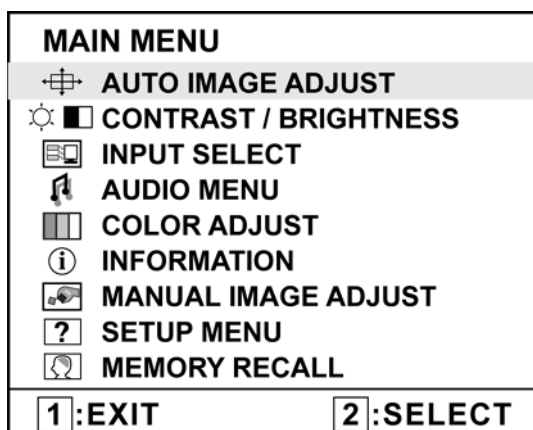 MAIN MENU
AUTO IMAGE ADJUST
CONTRAST / BRIGHTNESS
INPUT SELECT
AUDIO MENU
COLOR ADJUST
i INFORMATION
MANUAL IMAGE ADJUST
? SETUP MENU
MEMORY RECALL
1 :EXIT 2 :SELECT